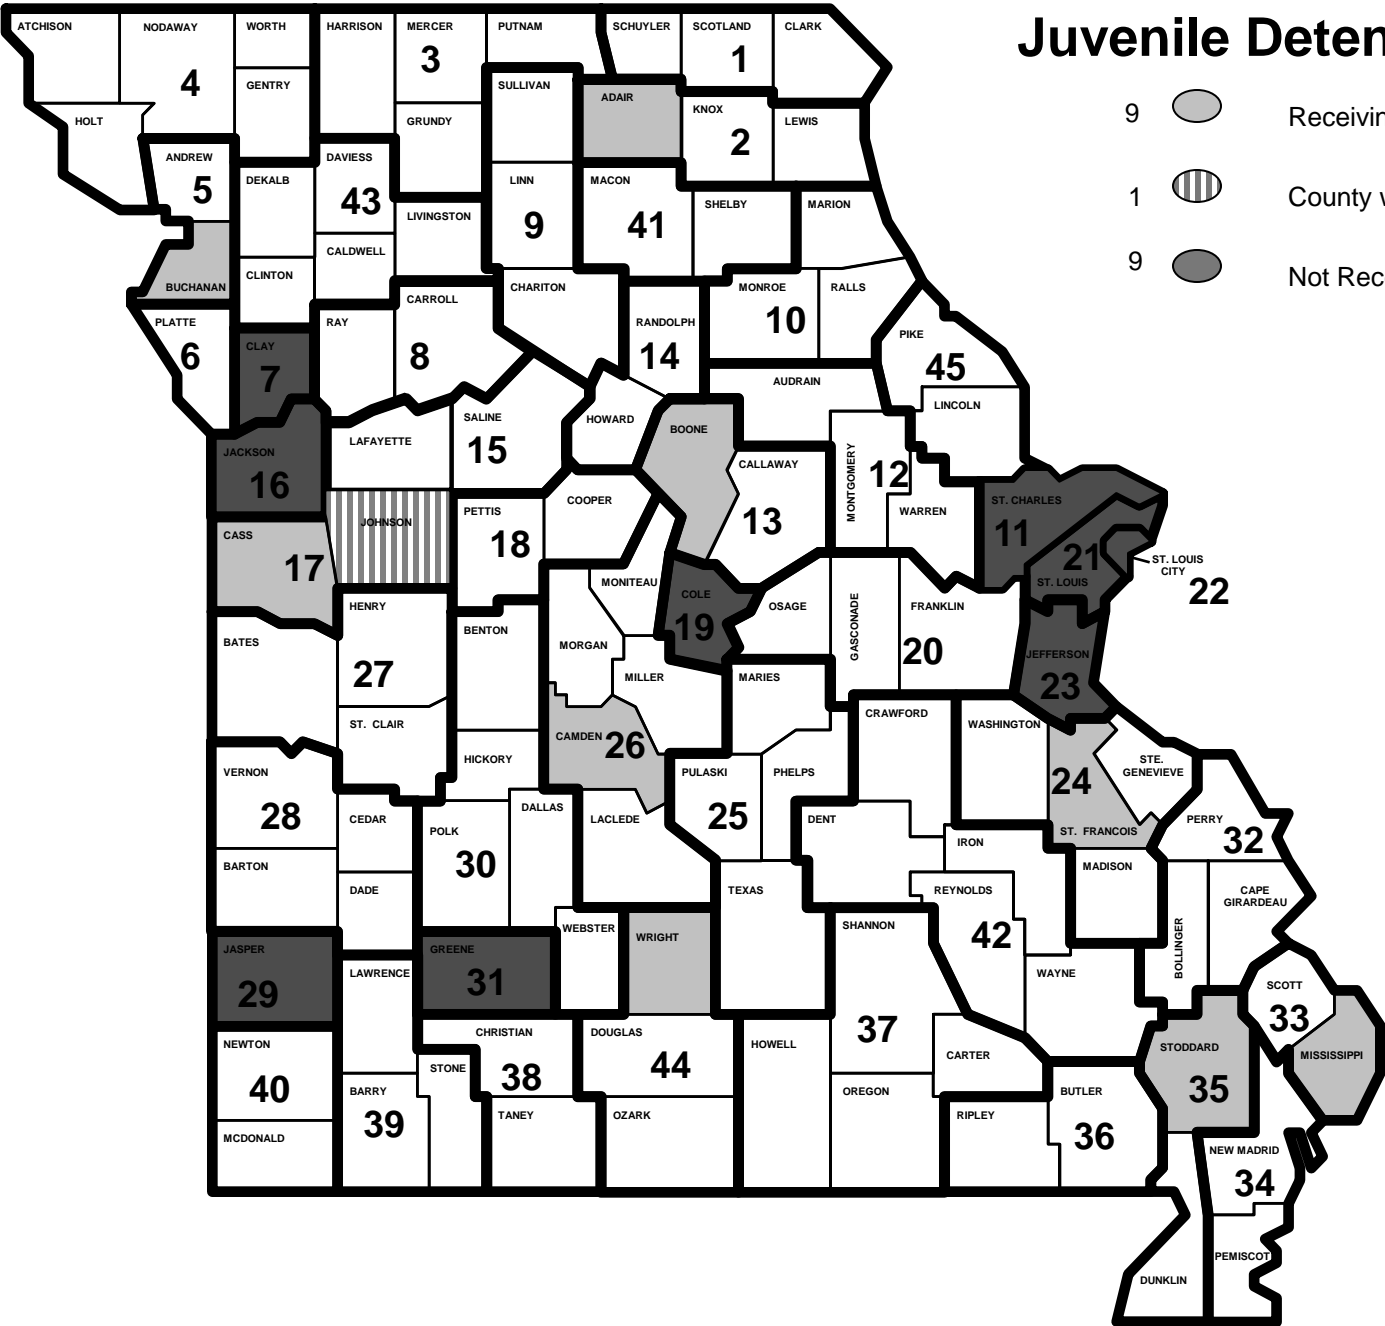 Juvenile Deten
9 Receivin
1 County w
9 Not Rec
ATCHISON
NODAWAY
WORTH
HARRISON
MERCER
PUTNAM
SCHUYLER
SCOTLAND
CLARK
4
3
1
GENTRY
SULLIVAN
ADAIR
HOLT
GRUNDY
KNOX
LEWIS
2
ANDREW
5
DEKALB
DAVIESS
43
LIVINGSTON
LINN
9
MACON
41
SHELBY
MARION
CALDWELL
BUCHANAN
CLINTON
CARROLL
CHARITON
MONROE
RALLS
10
PLATTE
6
CLAY
7
RAY
8
RANDOLPH
14
PIKE
45
AUDRAIN
LINCOLN
LAFAYETTE
SALINE
15
HOWARD
BOONE
JACKSON
16
CALLAWAY
13
MONTGOMERY
12
WARREN
ST. CHARLES
11
JOHNSON
PETTIS
18
COOPER
CASS
17
21
ST. LOUIS
ST. LOUIS
CITY
22
MONITEAU
COLE
19
OSAGE
GASCONADE
FRANKLIN
20
HENRY
27
BATES
BENTON
MORGAN
MILLER
MARIES
JEFFERSON
23
ST. CLAIR
CAMDEN
26
CRAWFORD
WASHINGTON
HICKORY
VERNON
28
PULASKI
25
PHELPS
24
STE.
GENEVIEVE
CEDAR
POLK
30
DALLAS
LACLEDE
DENT
ST. FRANCOIS
PERRY
32
IRON
BARTON
DADE
TEXAS
REYNOLDS
MADISON
CAPE
GIRARDEAU
JASPER
29
GREENE
31
WEBSTER
WRIGHT
SHANNON
42
BOLLINGER
LAWRENCE
WAYNE
SCOTT
33
NEWTON
40
CHRISTIAN
38
DOUGLAS
44
HOWELL
37
CARTER
STODDARD
35
MISSISSIPPI
STONE
BARRY
39
OREGON
BUTLER
36
MCDONALD
TANEY
OZARK
RIPLEY
NEW MADRID
34
PEMISCOT
DUNKLIN